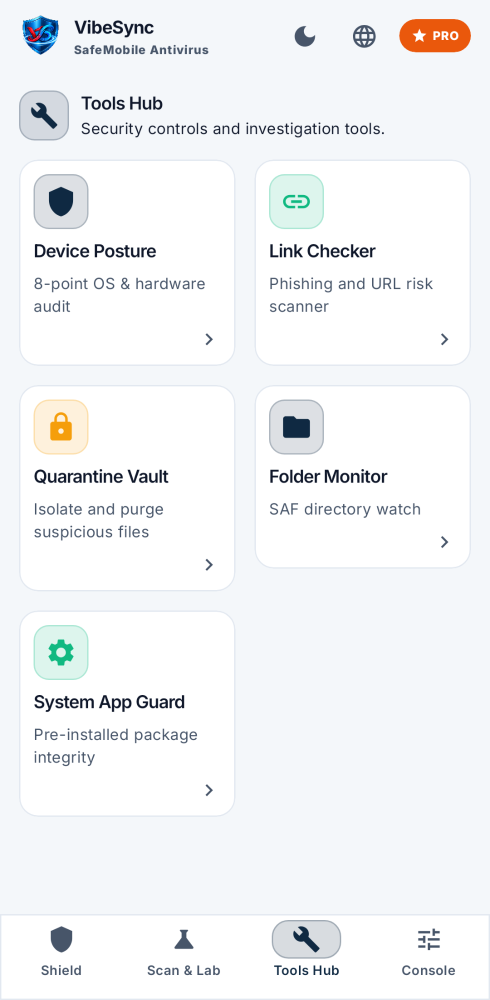 VibeSync
SafeMobile Antivirus
PRO
Tools Hub
Security controls and investigation tools.
Device Posture
8-point OS & hardware
audit
Link Checker
Phishing and URL risk
scanner
Quarantine Vault
Isolate and purge
suspicious files
Folder Monitor
SAF directory watch
System App Guard
Pre-installed package
integrity
Shield
Scan & Lab
Tools Hub
Console